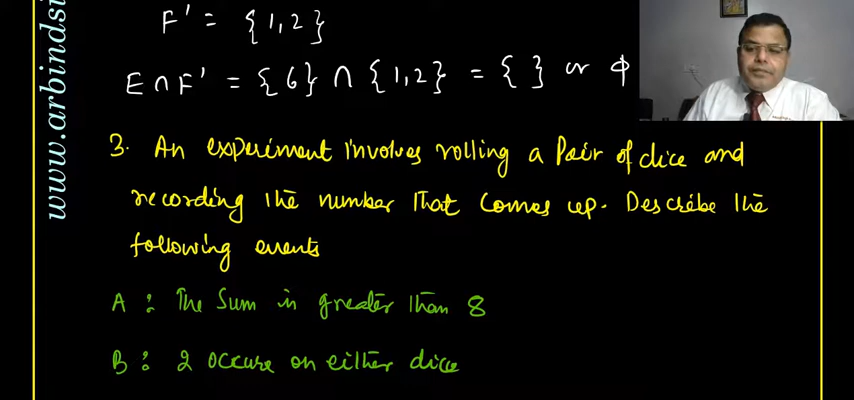 F' = {1,2}
E∩F' = {6} ∩ {1,2} = { } or ϕ
3. An experiment involves rolling a Pair of dice and
recording the number that comes up. Describe the
following events
A : The Sum is greater than 8
B : 2 occure on either dice
www.arbindsi